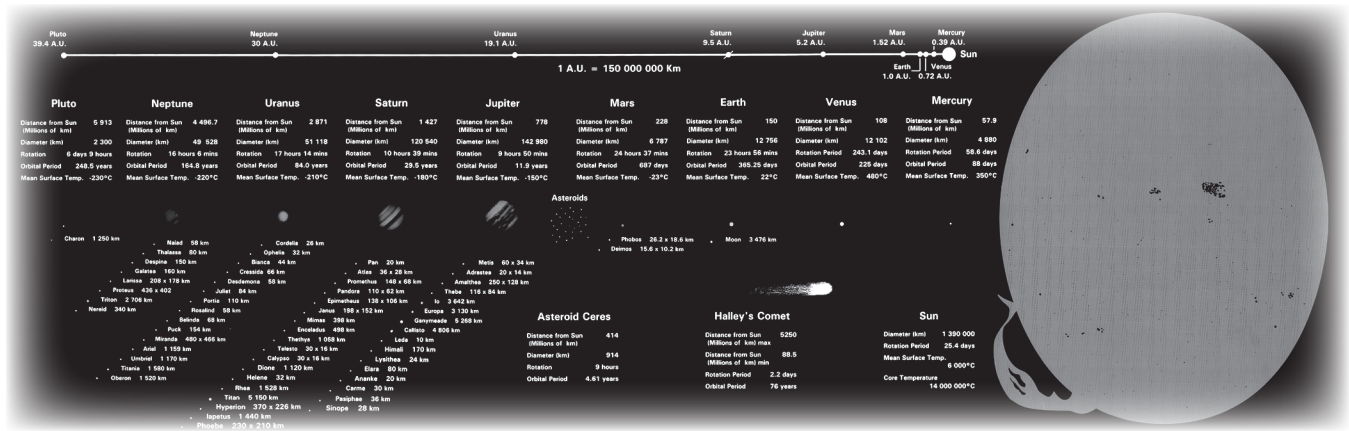 Pluto
39.4 A.U.
Neptune
30 A.U.
Uranus
19.1 A.U.
Saturn
9.5 A.U.
Jupiter
5.2 A.U.
Mars
1.52 A.U.
Mercury
0.39 A.U.
Sun
Earth
1.0 A.U.
Venus
0.72 A.U.
1 A.U. = 150 000 000 Km
Pluto
Distance from Sun 5 913
(Millions of km)
Diameter (km) 2 300
Rotation 6 days 9 hours
Orbital Period 248.5 years
Mean Surface Temp. -230°C
Neptune
Distance from Sun 4 496.7
(Millions of km)
Diameter (km) 49 528
Rotation 16 hours 6 mins
Orbital Period 164.8 years
Mean Surface Temp. -220°C
Uranus
Distance from Sun 2 871
(Millions of km)
Diameter (km) 51 118
Rotation 17 hours 14 mins
Orbital Period 84.0 years
Mean Surface Temp. -210°C
Saturn
Distance from Sun 1 427
(Millions of km)
Diameter (km) 120 540
Rotation 10 hours 39 mins
Orbital Period 29.5 years
Mean Surface Temp. -180°C
Jupiter
Distance from Sun 778
(Millions of km)
Diameter (km) 142 980
Rotation 9 hours 50 mins
Orbital Period 11.9 years
Mean Surface Temp. -150°C
Mars
Distance from Sun 228
(Millions of km)
Diameter (km) 6 787
Rotation 24 hours 37 mins
Orbital Period 687 days
Mean Surface Temp. -23°C
Earth
Distance from Sun 150
(Millions of km)
Diameter (km) 12 756
Rotation 23 hours 56 mins
Orbital Period 365.25 days
Mean Surface Temp. 22°C
Venus
Distance from Sun 108
(Millions of km)
Diameter (km) 12 102
Rotation Period 243.1 days
Orbital Period 225 days
Mean Surface Temp. 480°C
Mercury
Distance from Sun 57.9
(Millions of km)
Diameter (km) 4 880
Rotation Period 58.6 days
Orbital Period 88 days
Mean Surface Temp. 350°C
Asteroids
Charon 1 250 km
Naiad 58 km
Thalassa 80 km
Despina 150 km
Galatea 160 km
Larissa 208 x 178 km
Proteus 436 x 402
Triton 2 706 km
Nereid 340 km
Cordelia 26 km
Ophelia 32 km
Bianca 44 km
Cressida 66 km
Desdemona 58 km
Juliet 84 km
Portia 110 km
Rosalind 58 km
Belinda 68 km
Puck 154 km
Miranda 480 x 466 km
Ariel 1 159 km
Umbriel 1 170 km
Titania 1 580 km
Oberon 1 520 km
Pan 20 km
Atlas 36 x 28 km
Promethus 148 x 68 km
Pandora 110 x 62 km
Epimetheus 138 x 106 km
Janus 198 x 152 km
Mimas 398 km
Enceladus 498 km
Thethys 1 058 km
Telesto 30 x 16 km
Calypso 30 x 16 km
Dione 1 120 km
Helene 32 km
Rhea 1 528 km
Titan 5 150 km
Hyperion 370 x 226 km
Iapetus 1 440 km
Phoebe 230 x 210 km
Metis 60 x 34 km
Adrastea 20 x 14 km
Amalthea 250 x 128 km
Thebe 116 x 84 km
Io 3 642 km
Europa 3 130 km
Ganymeade 5 268 km
Callisto 4 806 km
Leda 10 km
Himali 170 km
Lysithea 24 km
Elara 80 km
Ananke 20 km
Carme 30 km
Pasiphae 36 km
Sinope 28 km
Phobos 26.2 x 18.6 km
Deimos 15.6 x 10.2 km
Moon 3 476 km
Asteroid Ceres
Distance from Sun 414
(Millions of km)
Diameter (km) 914
Rotation 9 hours
Orbital Period 4.61 years
Halley's Comet
Distance from Sun 5250
(Millions of km) max
Distance from Sun 88.5
(Millions of km) min
Rotation Period 2.2 days
Orbital Period 76 years
Sun
Diameter (km) 1 390 000
Rotation Period 25.4 days
Mean Surface Temp.
6 000°C
Core Temperature
14 000 000°C